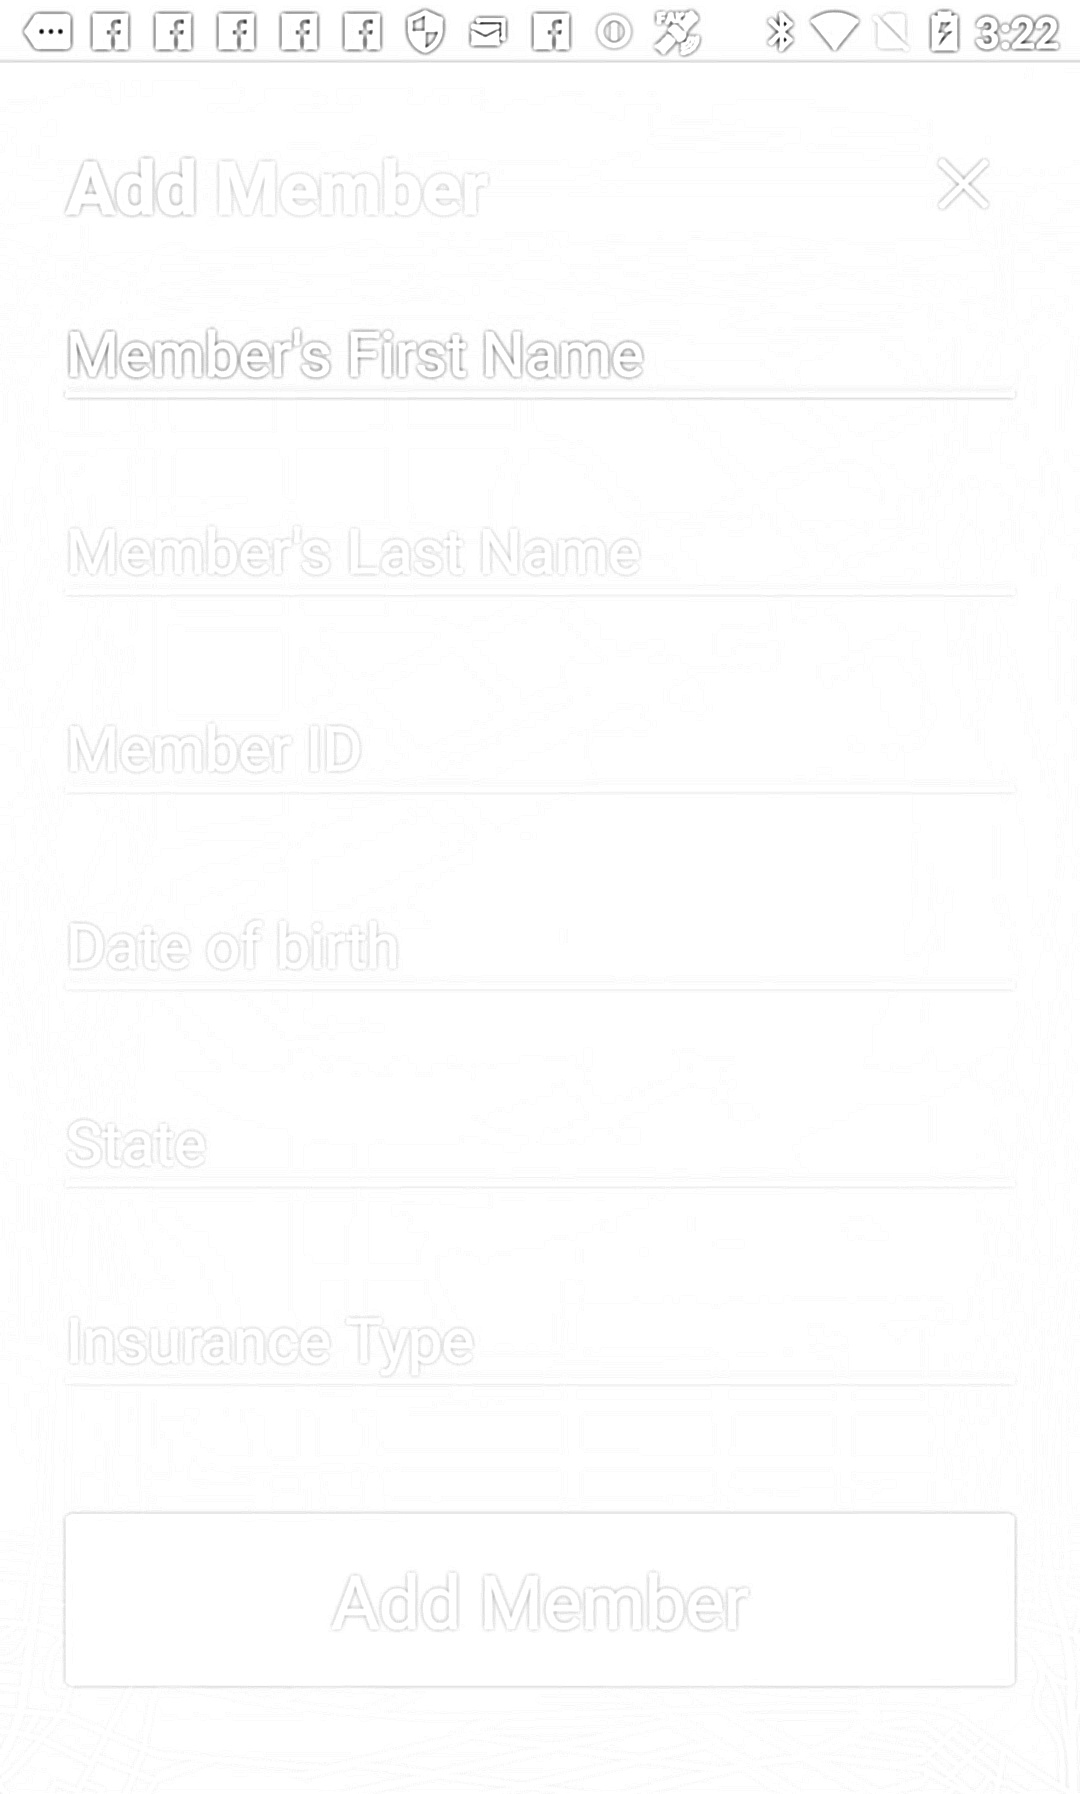 3:22
Add Member
Member's First Name
Member's Last Name
Member ID
Date of birth
State
Insurance Type
Add Member